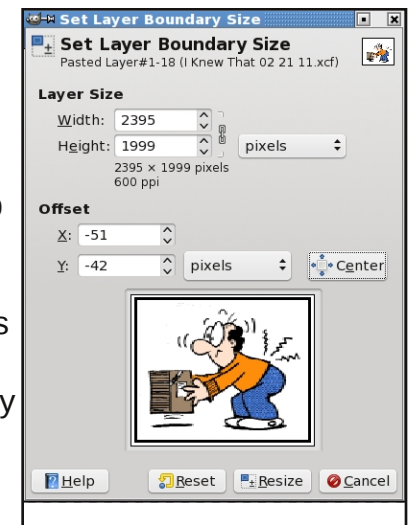 Set Layer Boundary Size
Set Layer Boundary Size
Pasted Layer#1-18 (I Knew That 02 21 11.xcf)
Layer Size
Width: 2395
Height: 1999 pixels
2395 × 1999 pixels
600 ppi
Offset
X: -51
Y: -42 pixels Center
s
y
Help Reset Resize Cancel